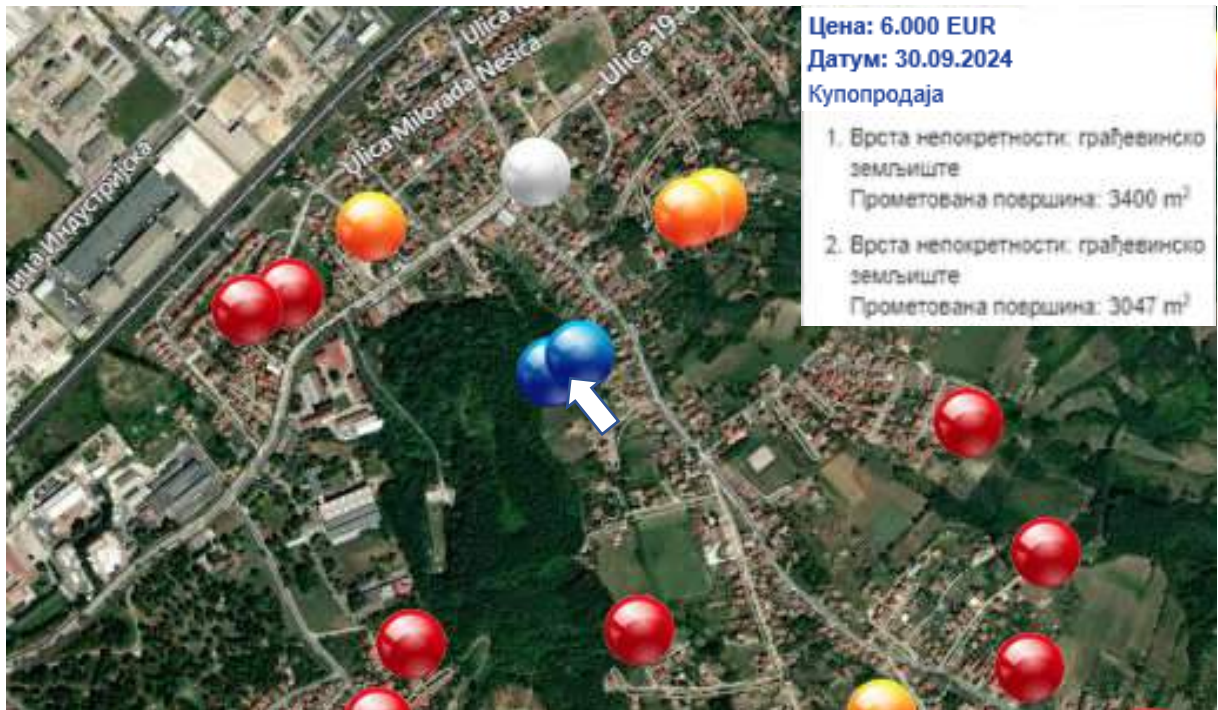 Ulica Milorada Nešića
Ulica 19.
Улица Индустријска
Цена: 6.000 EUR
Датум: 30.09.2024
Купопродаја
1. Врста непокретности: грађевинско
земљиште
Прометована површина: 3400 m²
2. Врста непокретности: грађевинско
земљиште
Прометована површина: 3047 m²